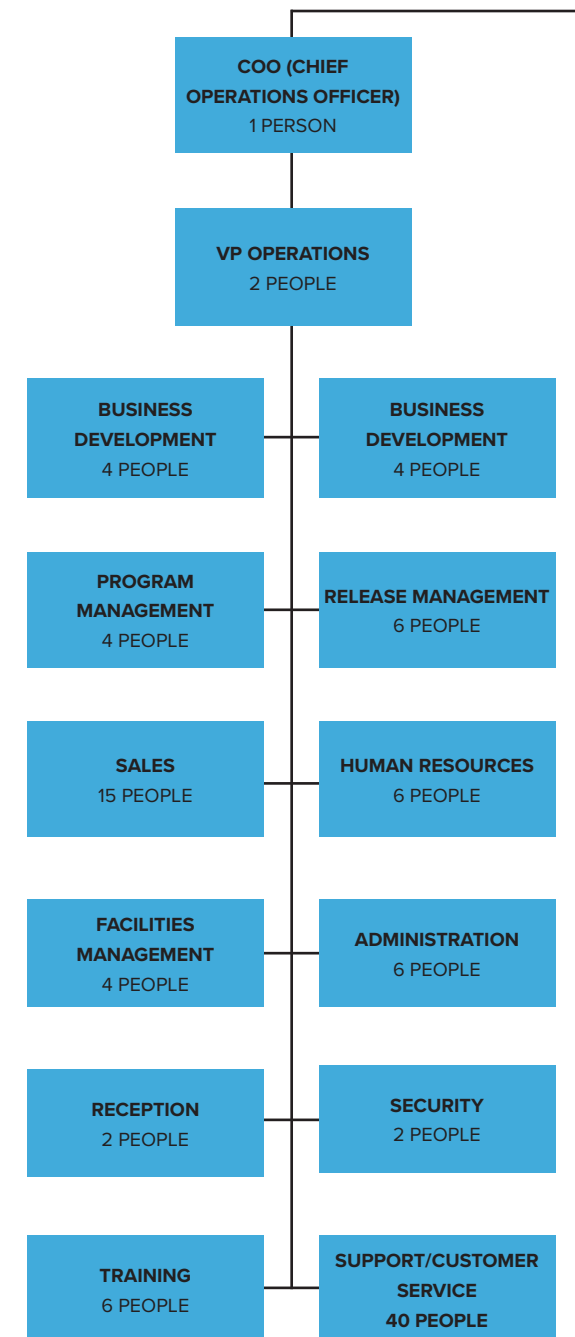 COO (CHIEF
OPERATIONS OFFICER)
1 PERSON
VP OPERATIONS
2 PEOPLE
BUSINESS
DEVELOPMENT
4 PEOPLE
BUSINESS
DEVELOPMENT
4 PEOPLE
PROGRAM
MANAGEMENT
4 PEOPLE
RELEASE MANAGEMENT
6 PEOPLE
SALES
15 PEOPLE
HUMAN RESOURCES
6 PEOPLE
FACILITIES
MANAGEMENT
4 PEOPLE
ADMINISTRATION
6 PEOPLE
RECEPTION
2 PEOPLE
SECURITY
2 PEOPLE
TRAINING
6 PEOPLE
SUPPORT/CUSTOMER
SERVICE
40 PEOPLE